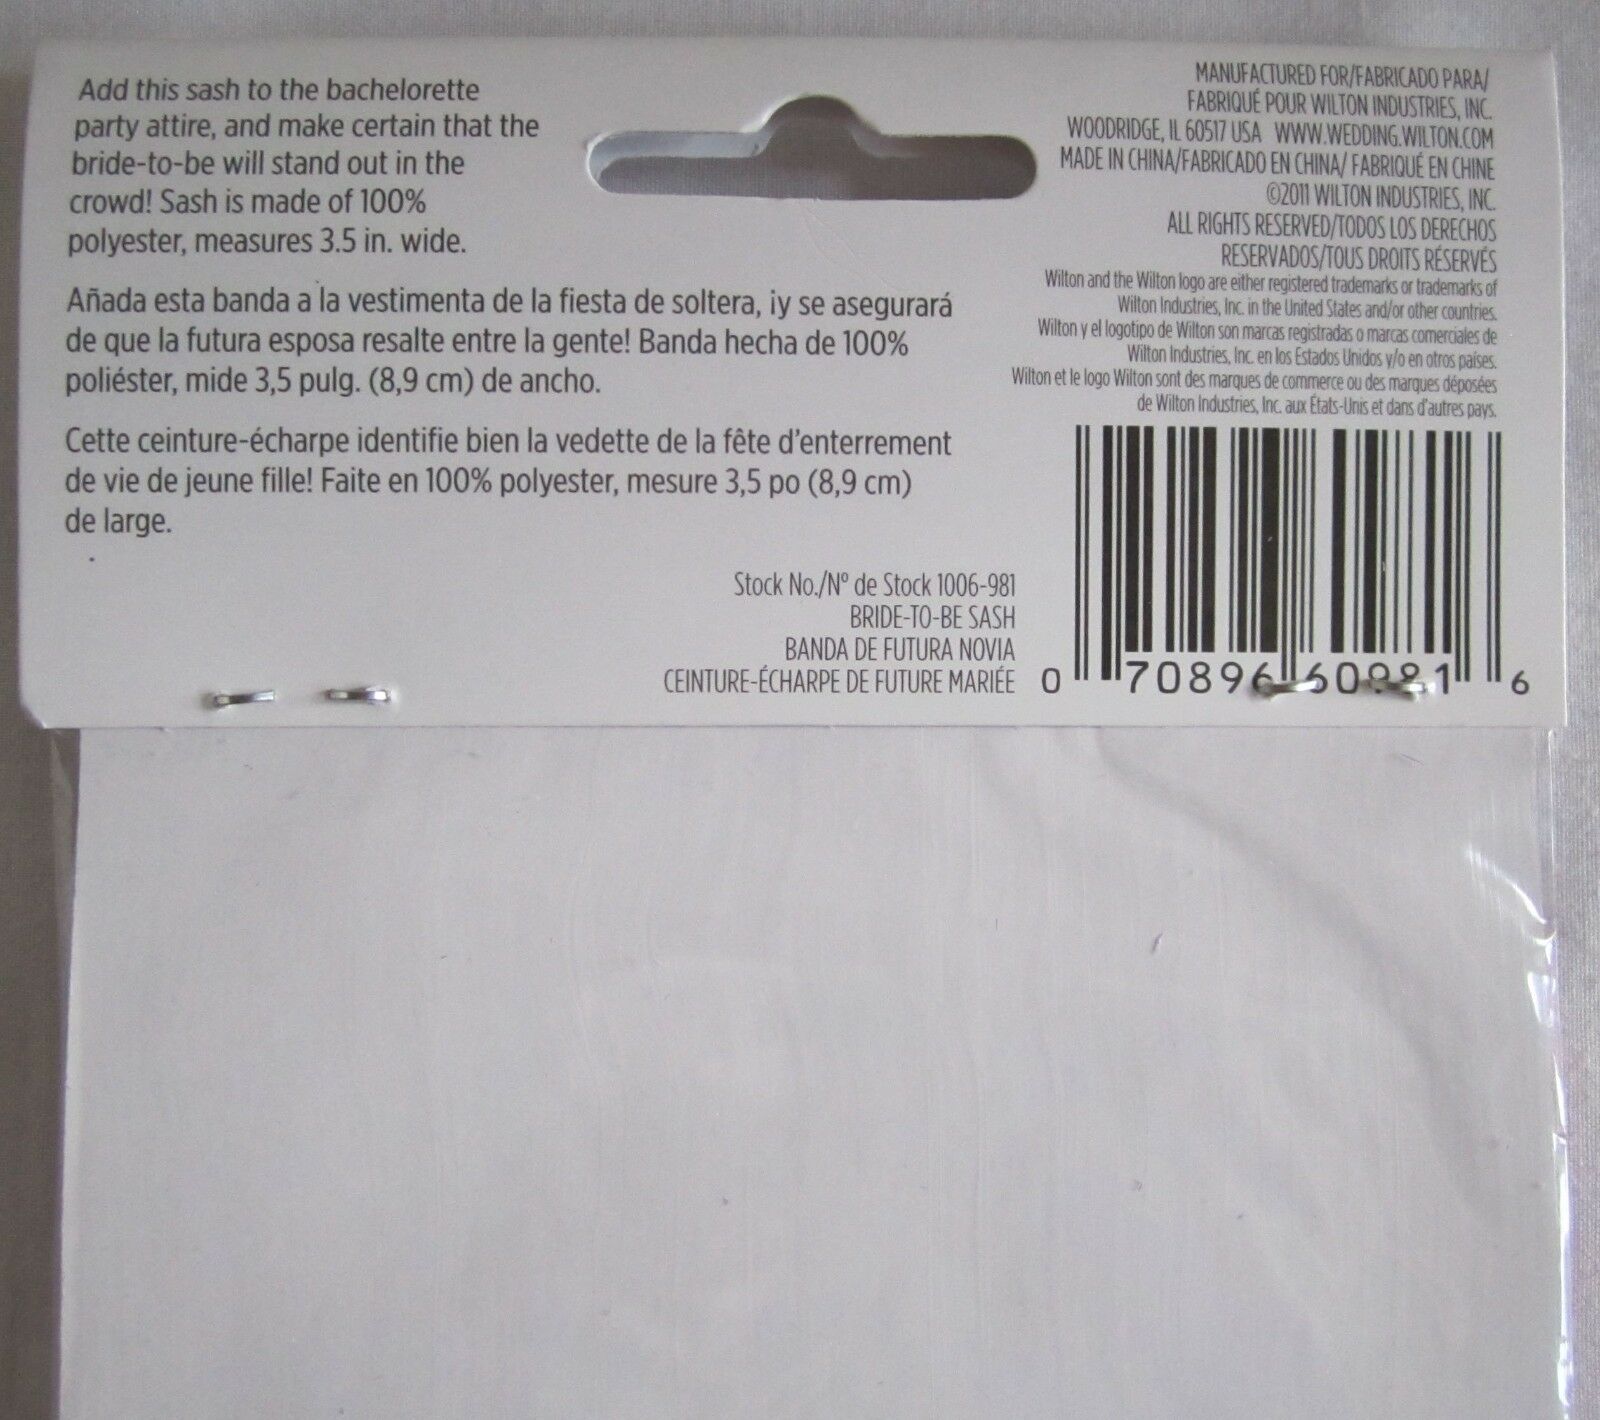 Add this sash to the bachelorette
party attire, and make certain that the
bride-to-be will stand out in the
crowd! Sash is made of 100%
polyester, measures 3.5 in. wide.
Añada esta banda a la vestimenta de la fiesta de soltera, ¡y se asegurará
de que la futura esposa resalte entre la gente! Banda hecha de 100%
poliéster, mide 3,5 pulg. (8,9 cm) de ancho.
Cette ceinture-écharpe identifie bien la vedette de la fête d'enterrement
de vie de jeune fille! Faite en 100% polyester, mesure 3,5 po (8,9 cm)
de large.
Stock No./Nº de Stock 1006-981
BRIDE-TO-BE SASH
BANDA DE FUTURA NOVIA
CEINTURE-ÉCHARPE DE FUTURE MARIÉE
MANUFACTURED FOR/FABRICADO PARA/
FABRIQUÉ POUR WILTON INDUSTRIES, INC.
WOODRIDGE, IL 60517 USA WWW.WEDDING.WILTON.COM
MADE IN CHINA/FABRICADO EN CHINA/ FABRIQUÉ EN CHINE
©2011 WILTON INDUSTRIES, INC.
ALL RIGHTS RESERVED/TODOS LOS DERECHOS
RESERVADOS/TOUS DROITS RÉSERVÉS
Wilton and the Wilton logo are either registered trademarks or trademarks of
Wilton Industries, Inc. in the United States and/or other countries.
Wilton y el logotipo de Wilton son marcas registradas o marcas comerciales de
Wilton Industries, Inc. en los Estados Unidos y/o en otros países.
Wilton et le logo Wilton sont des marques de commerce ou des marques déposées
de Wilton Industries, Inc. aux États-Unis et dans d'autres pays.
0 70896 60981 6